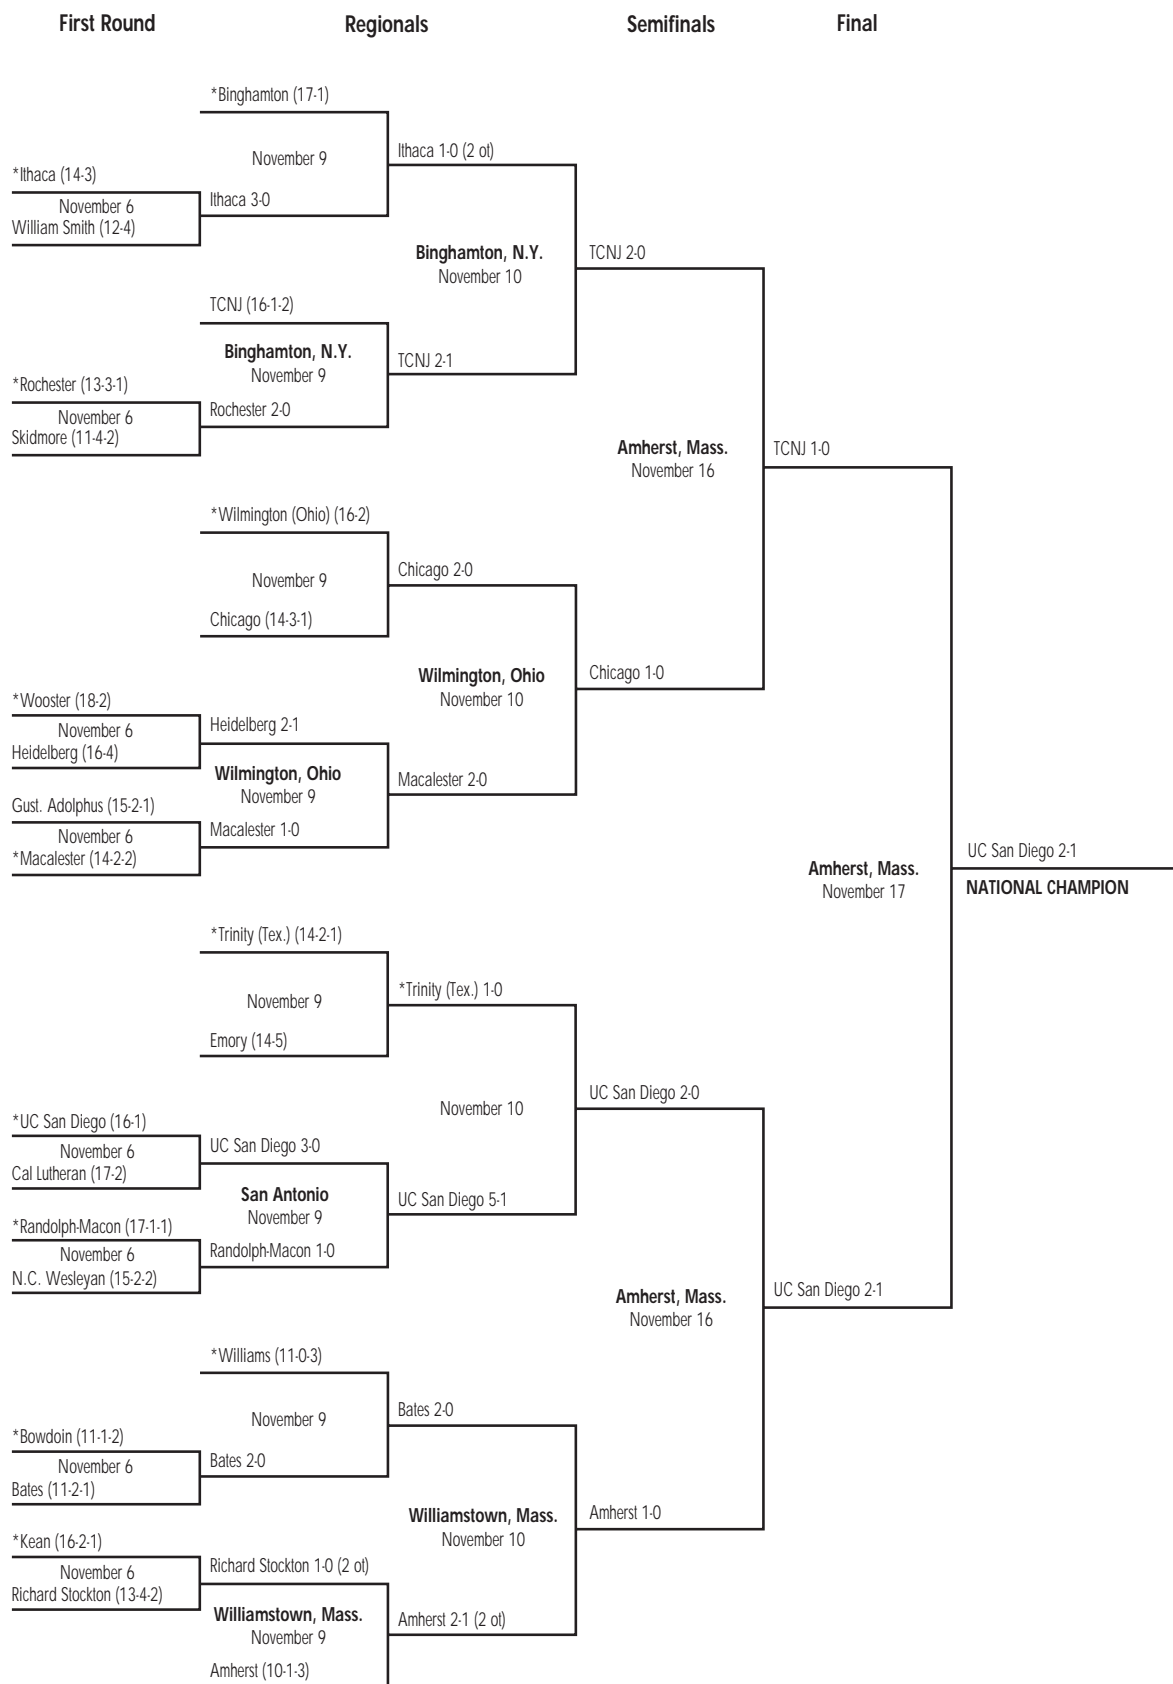 First Round
Regionals
Semifinals
Final
*Binghamton (17-1)
November 9
Ithaca 1-0 (2 ot)
*Ithaca (14-3)
November 6
William Smith (12-4)
Ithaca 3-0
Binghamton, N.Y.
November 10
TCNJ 2-0
TCNJ (16-1-2)
Binghamton, N.Y.
November 9
TCNJ 2-1
*Rochester (13-3-1)
November 6
Skidmore (11-4-2)
Rochester 2-0
Amherst, Mass.
November 16
TCNJ 1-0
*Wilmington (Ohio) (16-2)
November 9
Chicago 2-0
Chicago (14-3-1)
Wilmington, Ohio
November 10
Chicago 1-0
*Wooster (18-2)
November 6
Heidelberg (16-4)
Heidelberg 2-1
Wilmington, Ohio
November 9
Macalester 2-0
Gust. Adolphus (15-2-1)
November 6
*Macalester (14-2-2)
Macalester 1-0
Amherst, Mass.
November 17
UC San Diego 2-1
NATIONAL CHAMPION
*Trinity (Tex.) (14-2-1)
November 9
*Trinity (Tex.) 1-0
Emory (14-5)
November 10
UC San Diego 2-0
*UC San Diego (16-1)
November 6
Cal Lutheran (17-2)
UC San Diego 3-0
San Antonio
November 9
UC San Diego 5-1
*Randolph-Macon (17-1-1)
November 6
N.C. Wesleyan (15-2-2)
Randolph-Macon 1-0
Amherst, Mass.
November 16
UC San Diego 2-1
*Williams (11-0-3)
November 9
Bates 2-0
*Bowdoin (11-1-2)
November 6
Bates (11-2-1)
Bates 2-0
Williamstown, Mass.
November 10
Amherst 1-0
*Kean (16-2-1)
November 6
Richard Stockton (13-4-2)
Richard Stockton 1-0 (2 ot)
Williamstown, Mass.
November 9
Amherst 2-1 (2 ot)
Amherst (10-1-3)